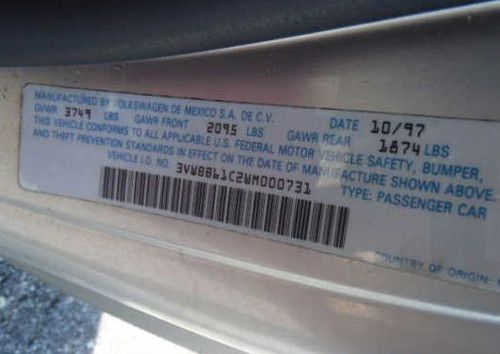 MANUFACTURED BY VOLKSWAGEN DE MEXICO S.A. DE C.V. DATE 10/97
GVWR 3749 LBS GAWR FRONT 2095 LBS GAWR REAR 1874 LBS
THIS VEHICLE CONFORMS TO ALL APPLICABLE U.S. FEDERAL MOTOR VEHICLE SAFETY, BUMPER,
AND THEFT PREVENTION STANDARDS IN EFFECT ON THE DATE OF MANUFACTURE SHOWN ABOVE.
VEHICLE I.D. NO. 3VWBB61C2WM000731 TYPE: PASSENGER CAR
COUNTRY OF ORIGIN: